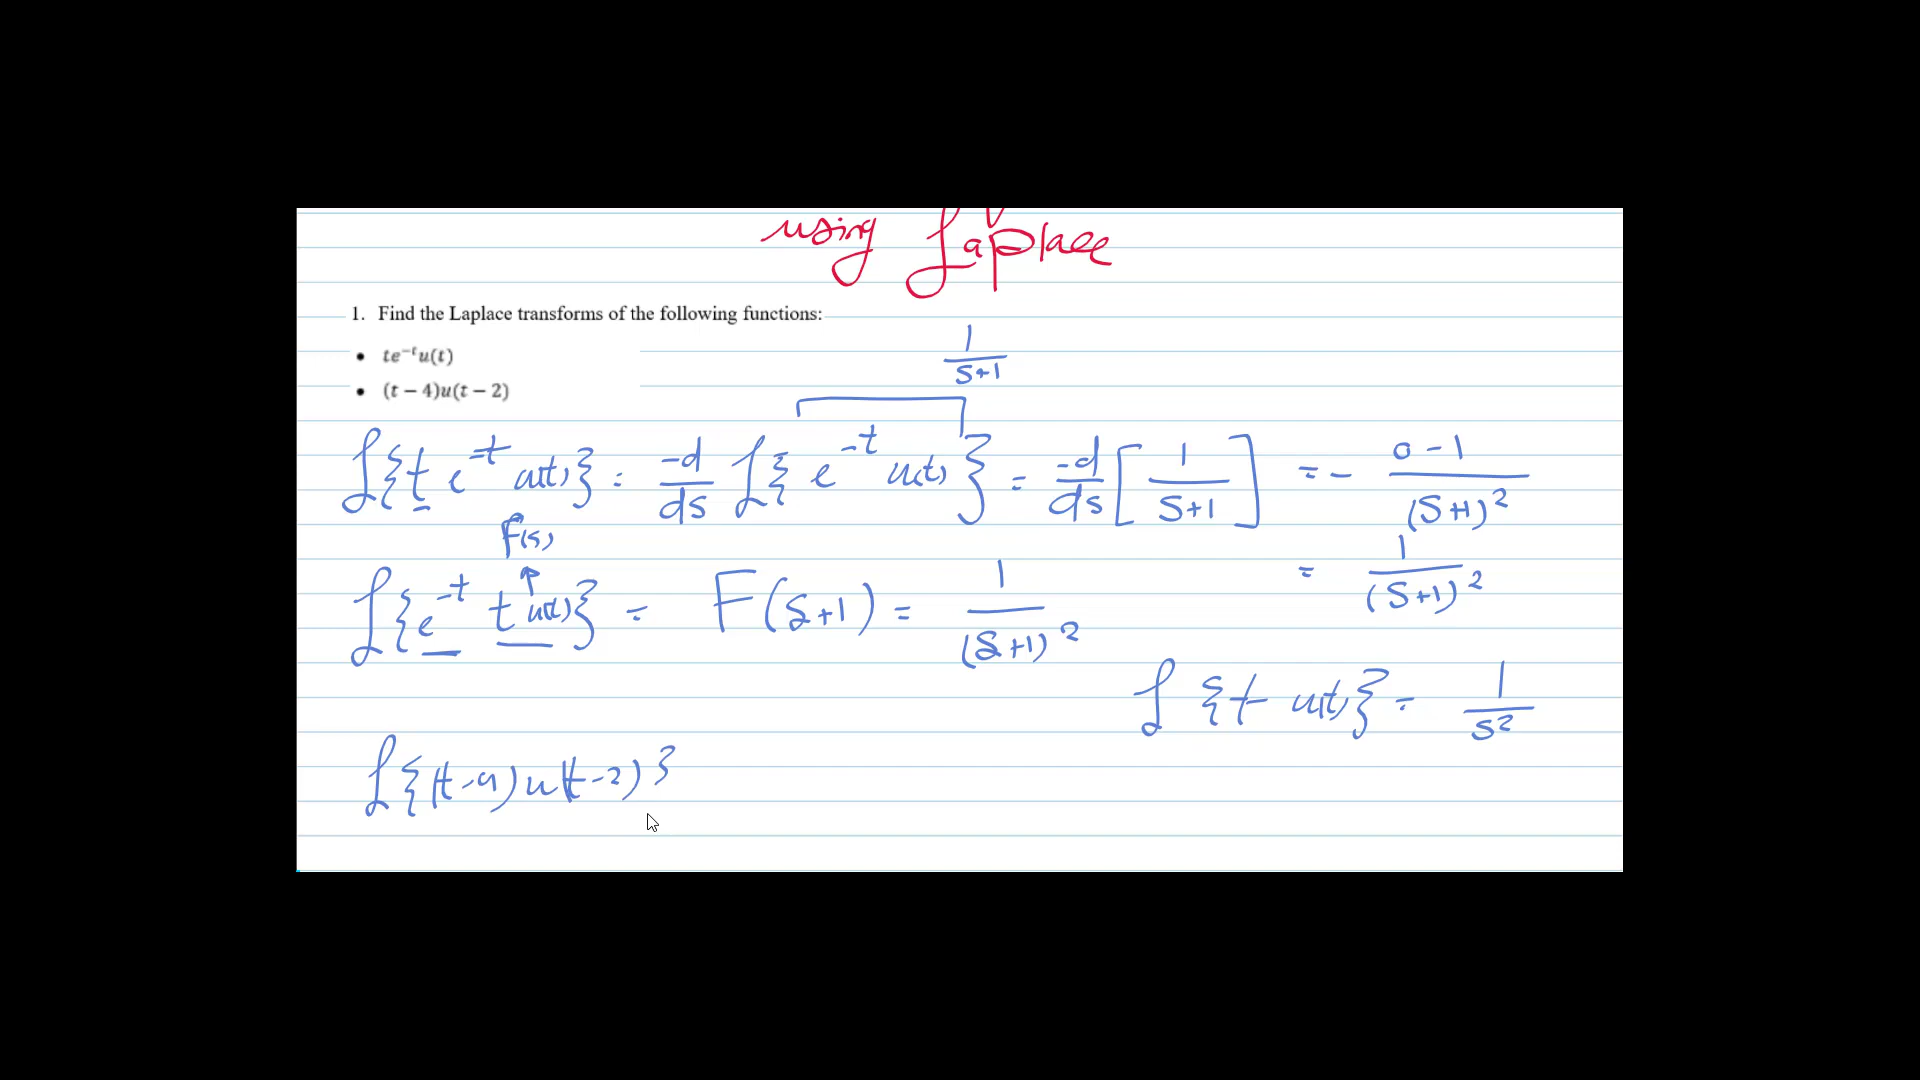 using Laplace
1. Find the Laplace transforms of the following functions:
• te^{-t}u(t)
• (t − 4)u(t − 2)
1/(s+1)
ℒ{t e^{-t} u(t)} = -d/ds ℒ{e^{-t} u(t)} = -d/ds [1/(s+1)] = - (0-1)/(s+1)^2
F(s)
= 1/(s+1)^2
ℒ{e^{-t} t u(t)} = F(s+1) = 1/(s+1)^2
ℒ{t u(t)} = 1/s^2
ℒ{(t-4)u(t-2)}